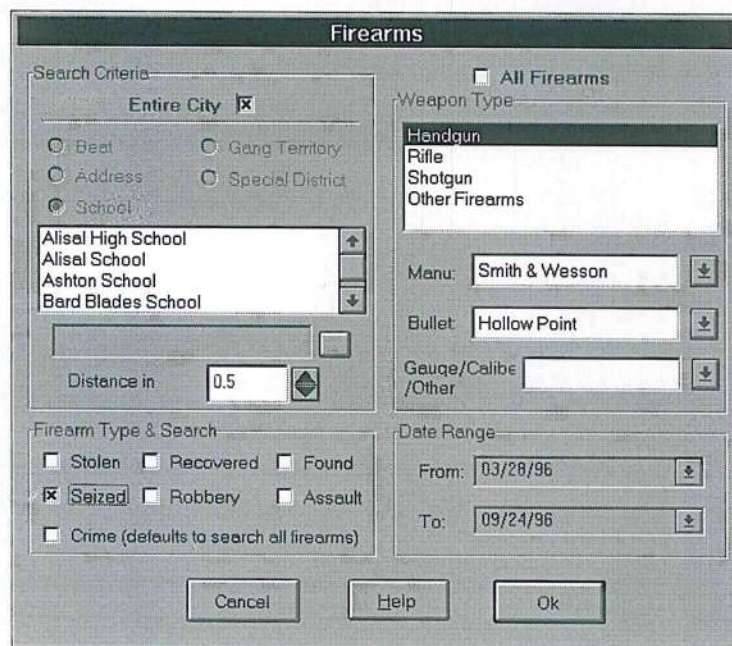 Firearms
Search Criteria
Entire City
Beat
Gang Territory
Address
Special District
School
Alisal High School
Alisal School
Ashton School
Bard Blades School
Distance in
0.5
All Firearms
Weapon Type
Handgun
Rifle
Shotgun
Other Firearms
Manu:
Smith & Wesson
Bullet
Hollow Point
Gauge/Calibe
/Other
Firearm Type & Search
Stolen
Recovered
Found
Seized
Robbery
Assault
Crime (defaults to search all firearms)
Date Range
From:
03/28/96
To:
09/24/96
Cancel
Help
Ok